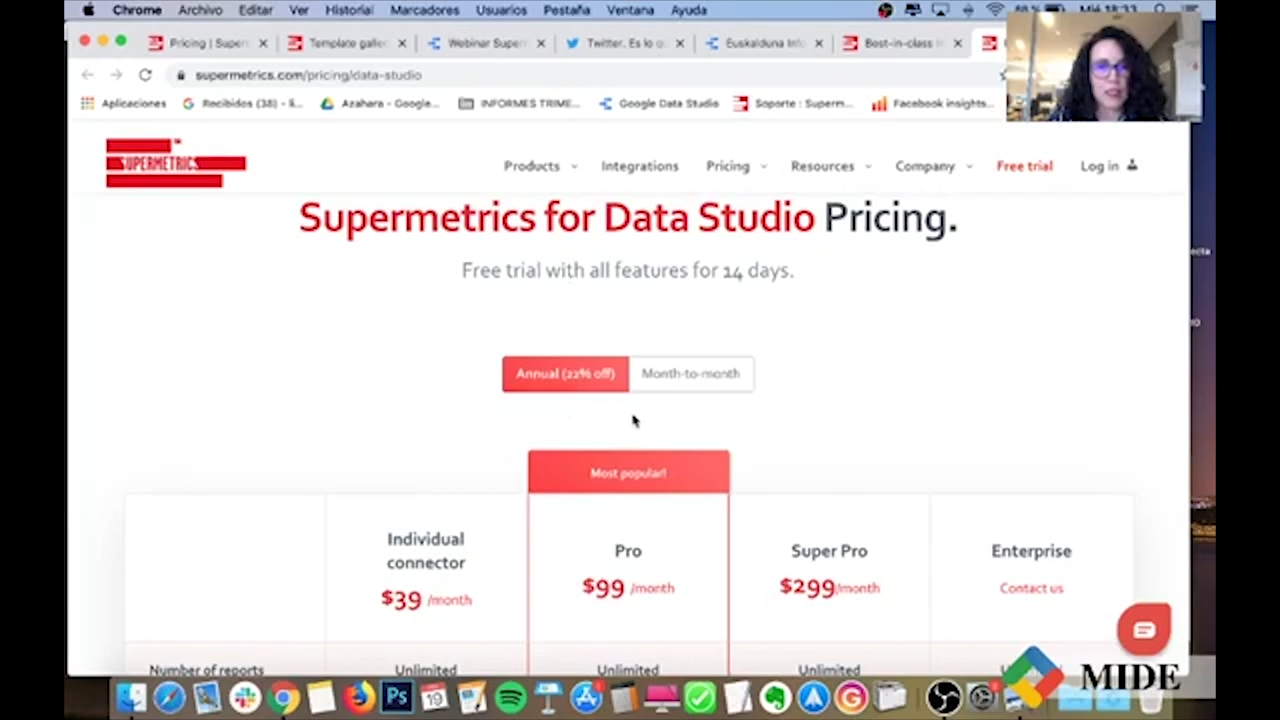 Chrome Archivo Editar Ver Historial Marcadores Usuarios Pestaña Ventana Ayuda
Pricing | Super Template galler Webinar Superm Twitter. Es lo q Euskalduna Info Best-in-class
supermetrics.com/pricing/data-studio
Aplicaciones Recibidos (38) - li... Azahara - Google... INFORMES TRIME... Google Data Studio Soporte : Superm... Facebook insights...
SUPERMETRICS
Products Integrations Pricing Resources Company Free trial Log in
Supermetrics for Data Studio Pricing.
Free trial with all features for 14 days.
Annual (22% off) Month-to-month
Most popular!
Individual connector
$39 /month
Pro
$99 /month
Super Pro
$299/month
Enterprise
Contact us
Number of reports Unlimited Unlimited Unlimited
MIDE